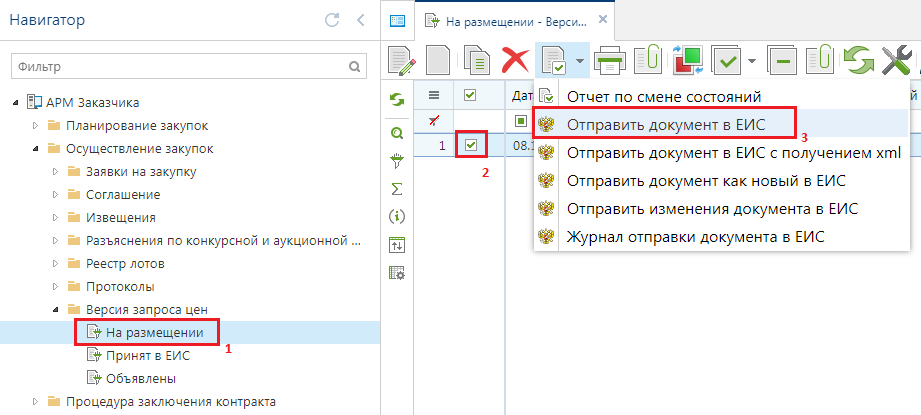 Навигатор
Фильтр
АРМ Заказчика
Планирование закупок
Осуществление закупок
Заявки на закупку
Соглашение
Извещения
Разъяснения по конкурсной и аукционной ...
Реестр лотов
Протоколы
Версия запроса цен
На размещении
1
Принят в ЕИС
Объявлены
Процедура заключения контракта
На размещении - Верси...
Дат
й
1
08.1
2
Отчет по смене состояний
Отправить документ в ЕИС
3
Отправить документ в ЕИС с получением xml
Отправить документ как новый в ЕИС
Отправить изменения документа в ЕИС
Журнал отправки документа в ЕИС